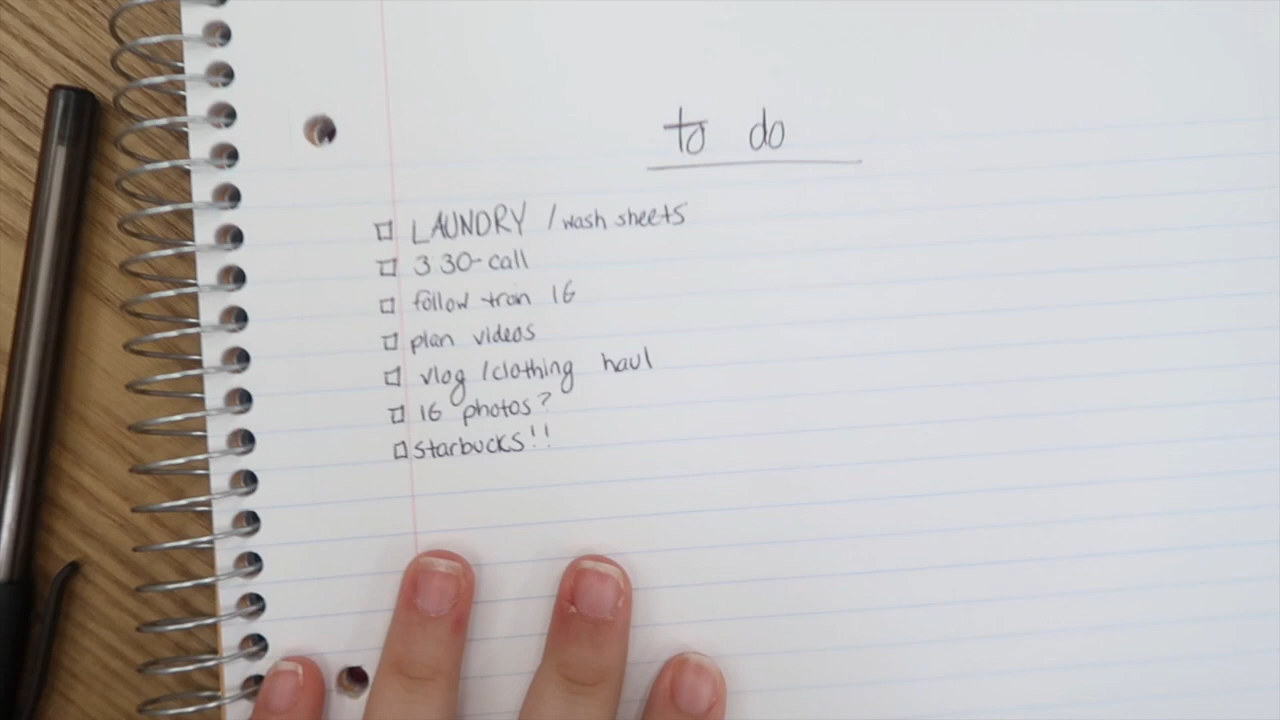 to do
LAUNDRY / wash sheets
3 30-call
follow tran 16
plan videos
vlog / clothing haul
16 photos?
starbucks!!